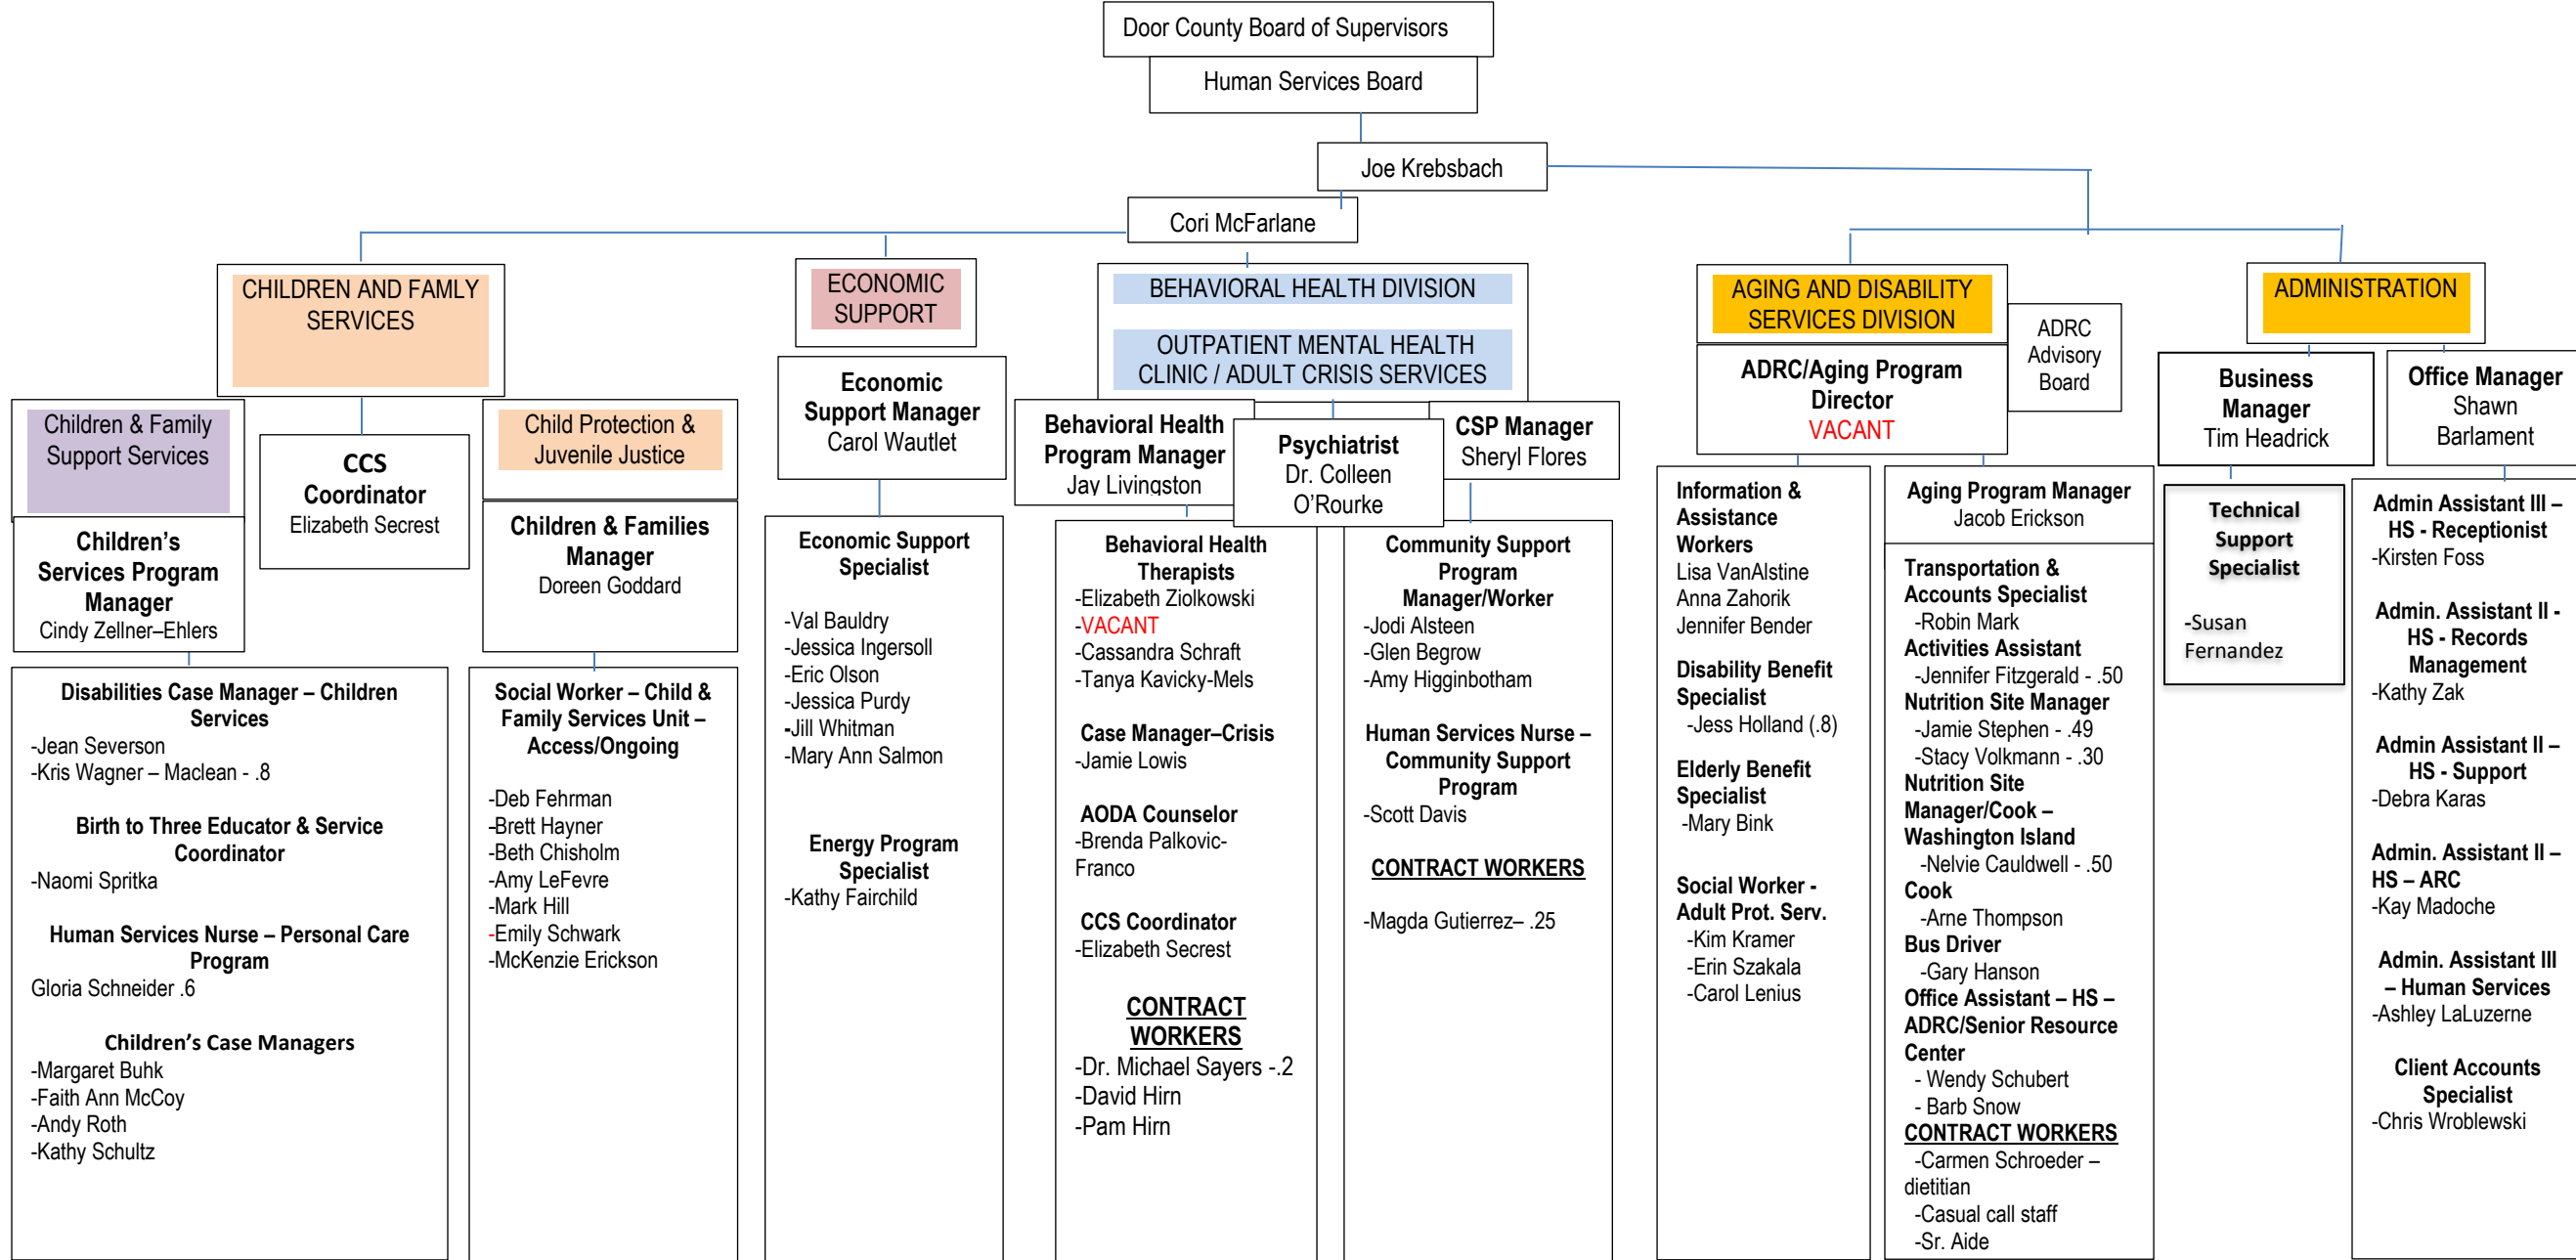 Door County Board of Supervisors
Human Services Board
Joe Krebsbach
Cori McFarlane
CHILDREN AND FAMLY
SERVICES
Children & Family
Support Services
Children’s
Services Program
Manager
Cindy Zellner–Ehlers
Disabilities Case Manager – Children
Services
-Jean Severson
-Kris Wagner – Maclean - .8
Birth to Three Educator & Service
Coordinator
-Naomi Spritka
Human Services Nurse – Personal Care
Program
Gloria Schneider .6
Children’s Case Managers
-Margaret Buhk
-Faith Ann McCoy
-Andy Roth
-Kathy Schultz
CCS
Coordinator
Elizabeth Secrest
Child Protection &
Juvenile Justice
Children & Families
Manager
Doreen Goddard
Social Worker – Child &
Family Services Unit –
Access/Ongoing
-Deb Fehrman
-Brett Hayner
-Beth Chisholm
-Amy LeFevre
-Mark Hill
-Emily Schwark
-McKenzie Erickson
ECONOMIC
SUPPORT
Economic
Support Manager
Carol Wautlet
Economic Support
Specialist
-Val Bauldry
-Jessica Ingersoll
-Eric Olson
-Jessica Purdy
-Jill Whitman
-Mary Ann Salmon
Energy Program
Specialist
-Kathy Fairchild
BEHAVIORAL HEALTH DIVISION
OUTPATIENT MENTAL HEALTH
CLINIC / ADULT CRISIS SERVICES
Behavioral Health
Program Manager
Jay Livingston
Behavioral Health
Therapists
-Elizabeth Ziolkowski
-VACANT
-Cassandra Schraft
-Tanya Kavicky-Mels
Case Manager–Crisis
-Jamie Lowis
AODA Counselor
-Brenda Palkovic-
Franco
CCS Coordinator
-Elizabeth Secrest
CONTRACT
WORKERS
-Dr. Michael Sayers -.2
-David Hirn
-Pam Hirn
Psychiatrist
Dr. Colleen
O’Rourke
CSP Manager
Sheryl Flores
Community Support
Program
Manager/Worker
-Jodi Alsteen
-Glen Begrow
-Amy Higginbotham
Human Services Nurse –
Community Support
Program
-Scott Davis
CONTRACT WORKERS
-Magda Gutierrez– .25
AGING AND DISABILITY
SERVICES DIVISION
ADRC
Advisory
Board
ADRC/Aging Program
Director
VACANT
Information &
Assistance
Workers
Lisa VanAlstine
Anna Zahorik
Jennifer Bender
Disability Benefit
Specialist
-Jess Holland (.8)
Elderly Benefit
Specialist
-Mary Bink
Social Worker -
Adult Prot. Serv.
-Kim Kramer
-Erin Szakala
-Carol Lenius
Aging Program Manager
Jacob Erickson
Transportation &
Accounts Specialist
-Robin Mark
Activities Assistant
-Jennifer Fitzgerald - .50
Nutrition Site Manager
-Jamie Stephen - .49
-Stacy Volkmann - .30
Nutrition Site
Manager/Cook –
Washington Island
-Nelvie Cauldwell - .50
Cook
-Arne Thompson
Bus Driver
-Gary Hanson
Office Assistant – HS –
ADRC/Senior Resource
Center
- Wendy Schubert
- Barb Snow
CONTRACT WORKERS
-Carmen Schroeder –
dietitian
-Casual call staff
-Sr. Aide
ADMINISTRATION
Business
Manager
Tim Headrick
Technical
Support
Specialist
-Susan
Fernandez
Office Manager
Shawn
Barlament
Admin Assistant III –
HS - Receptionist
-Kirsten Foss
Admin. Assistant II -
HS - Records
Management
-Kathy Zak
Admin Assistant II –
HS - Support
-Debra Karas
Admin. Assistant II –
HS – ARC
-Kay Madoche
Admin. Assistant III
– Human Services
-Ashley LaLuzerne
Client Accounts
Specialist
-Chris Wroblewski